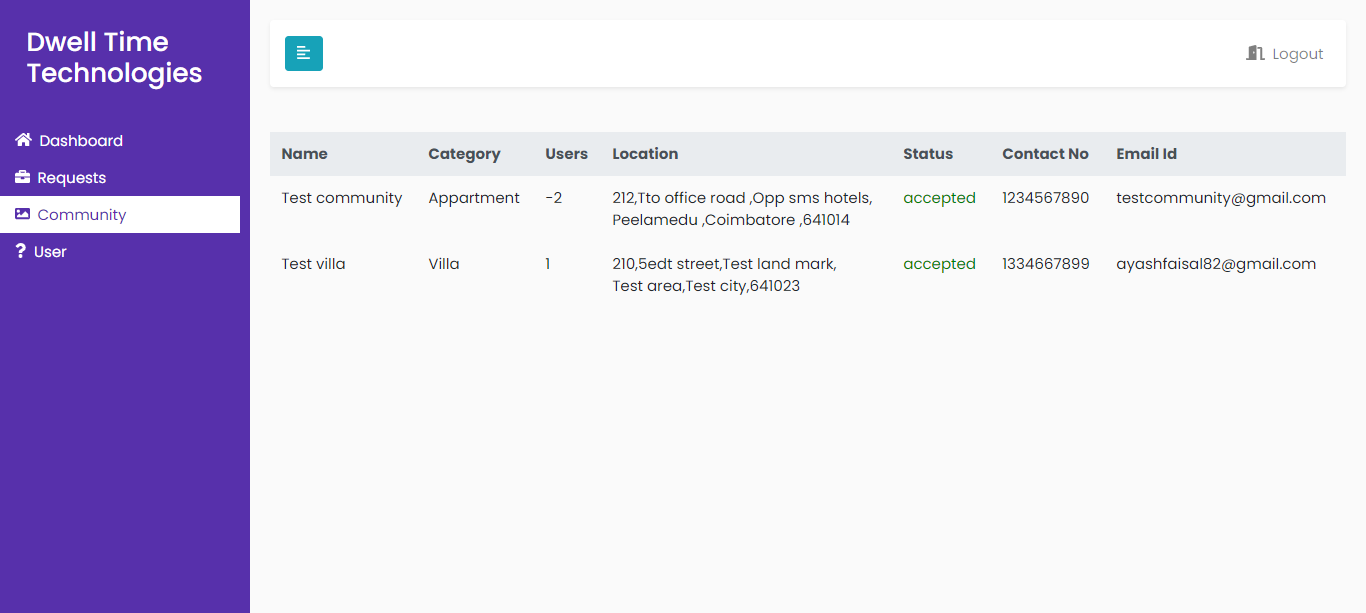 Dwell Time
Technologies
Dashboard
Requests
Community
User
Logout
Name Category Users Location Status Contact No Email Id
Test community Appartment -2 212,Tto office road ,Opp sms hotels, accepted 1234567890 testcommunity@gmail.com
Peelamedu ,Coimbatore ,641014
Test villa Villa 1 210,5edt street,Test land mark, accepted 1334667899 ayashfaisal82@gmail.com
Test area,Test city,641023